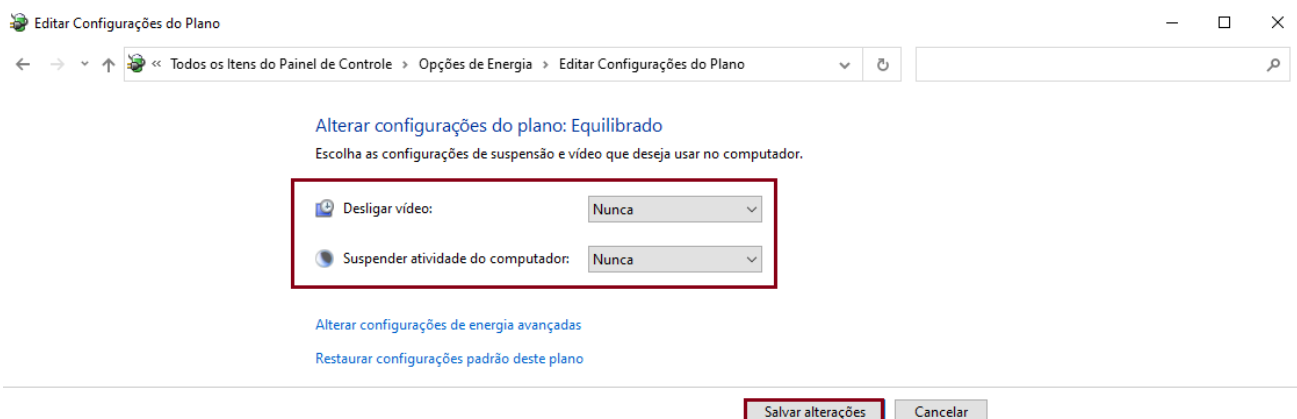 Editar Configurações do Plano
« Todos os Itens do Painel de Controle > Opções de Energia > Editar Configurações do Plano
Alterar configurações do plano: Equilibrado
Escolha as configurações de suspensão e vídeo que deseja usar no computador.
Desligar vídeo: Nunca
Suspender atividade do computador: Nunca
Alterar configurações de energia avançadas
Restaurar configurações padrão deste plano
Salvar alterações Cancelar